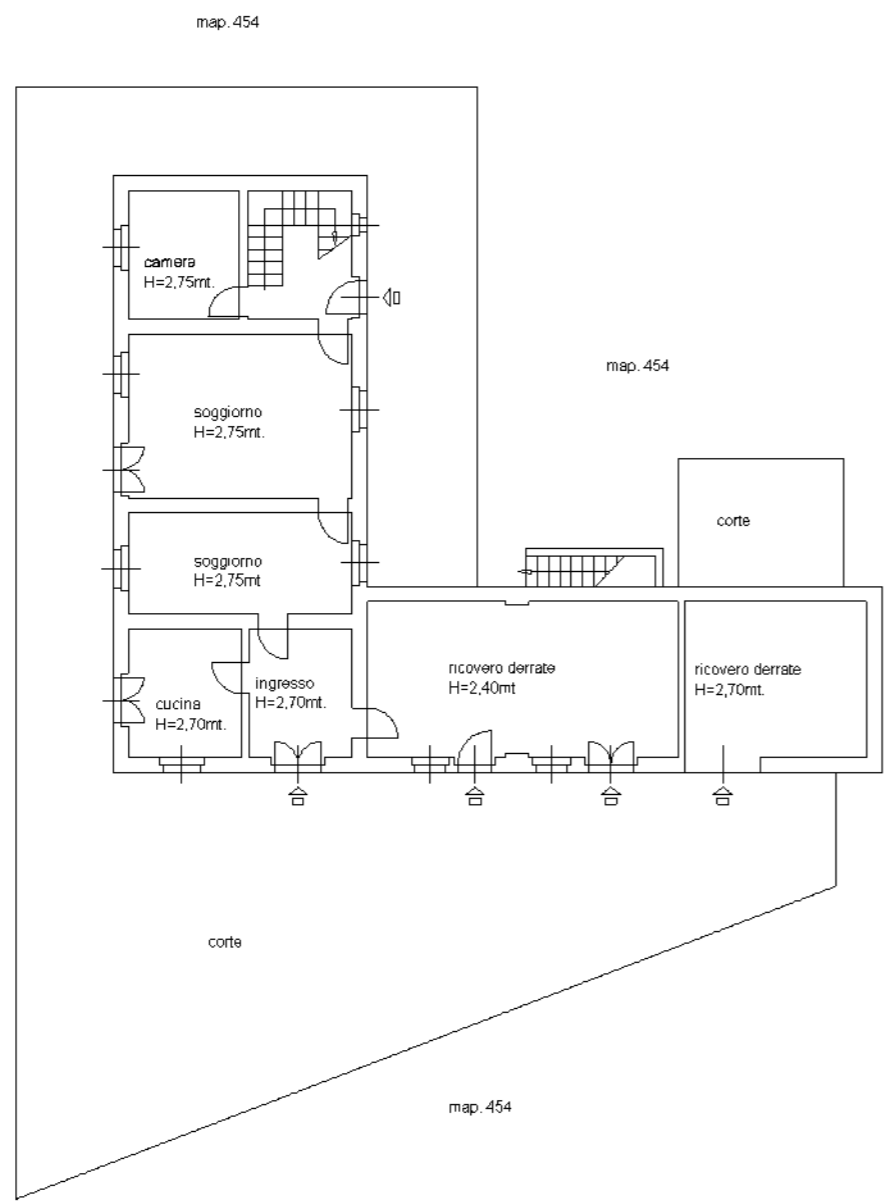 map. 454
camera
H=2,75mt.
map. 454
soggiorno
H=2,75mt.
corte
soggiorno
H=2,75mt
ricovero derrate
H=2,40mt
ricovero derrate
H=2,70mt.
ingresso
H=2,70mt.
cucina
H=2,70mt.
corte
map. 454